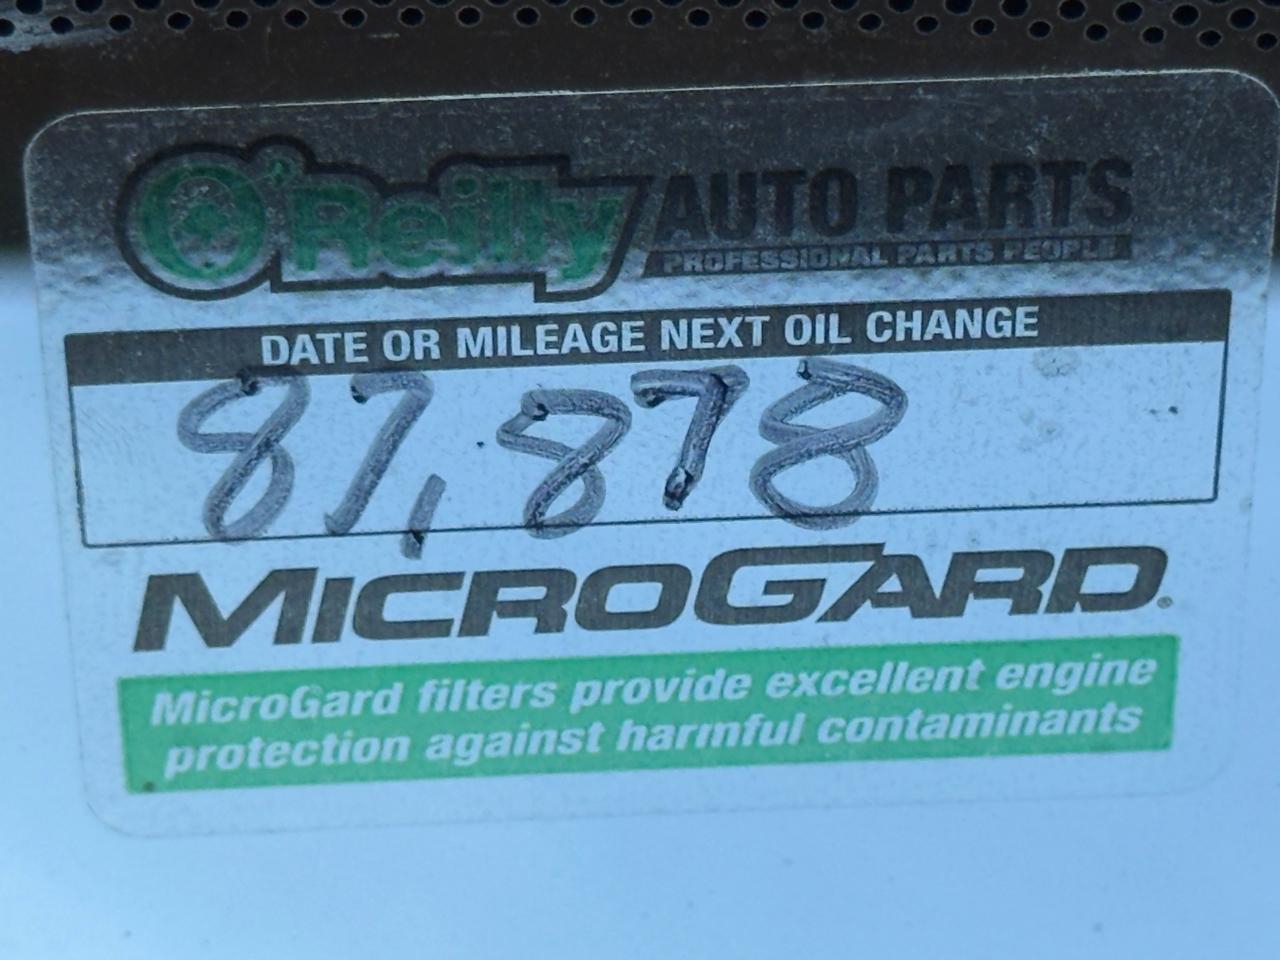 O'Reilly AUTO PARTS
PROFESSIONAL PARTS PEOPLE
DATE OR MILEAGE NEXT OIL CHANGE
87,878
MICROGARD®
MicroGard filters provide excellent engine
protection against harmful contaminants